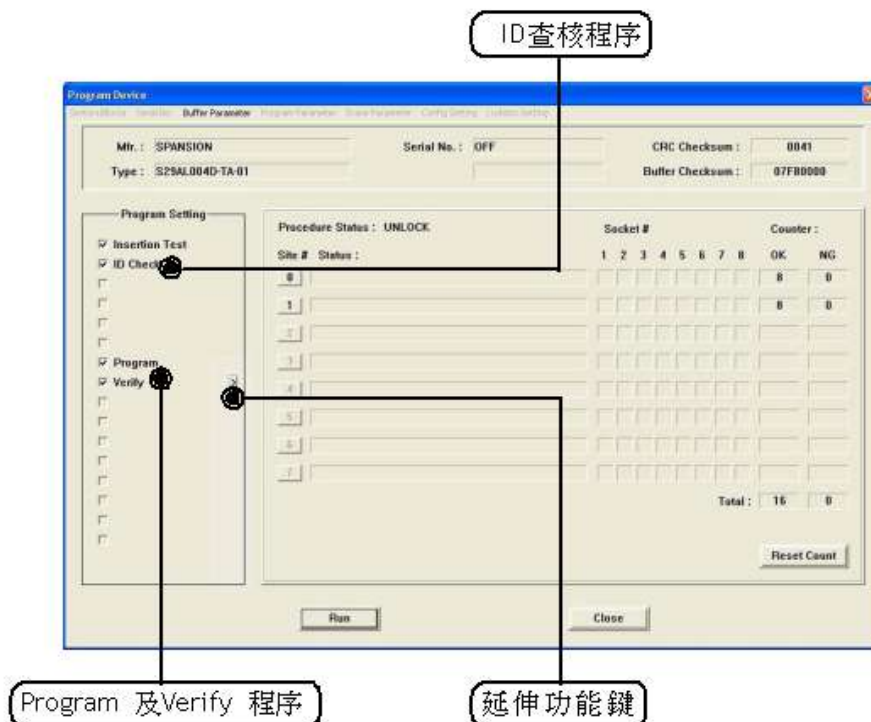 ID查核程序
Program Device
Buffer Parameter
Mfr. : SPANSION Serial No. : OFF CRC Checksum : 0041
Type : S29AL004D-TA-01 Buffer Checksum : 07F80000
Program Setting
Procedure Status : UNLOCK Socket # Counter :
Insertion Test
Site # Status : 1 2 3 4 5 6 7 8 OK NG
ID Check
0 8 0
1 8 0
2
3
Program
Verify
4
5
6
7
Total : 16 0
Reset Count
Run Close
Program 及Verify 程序
延伸功能鍵